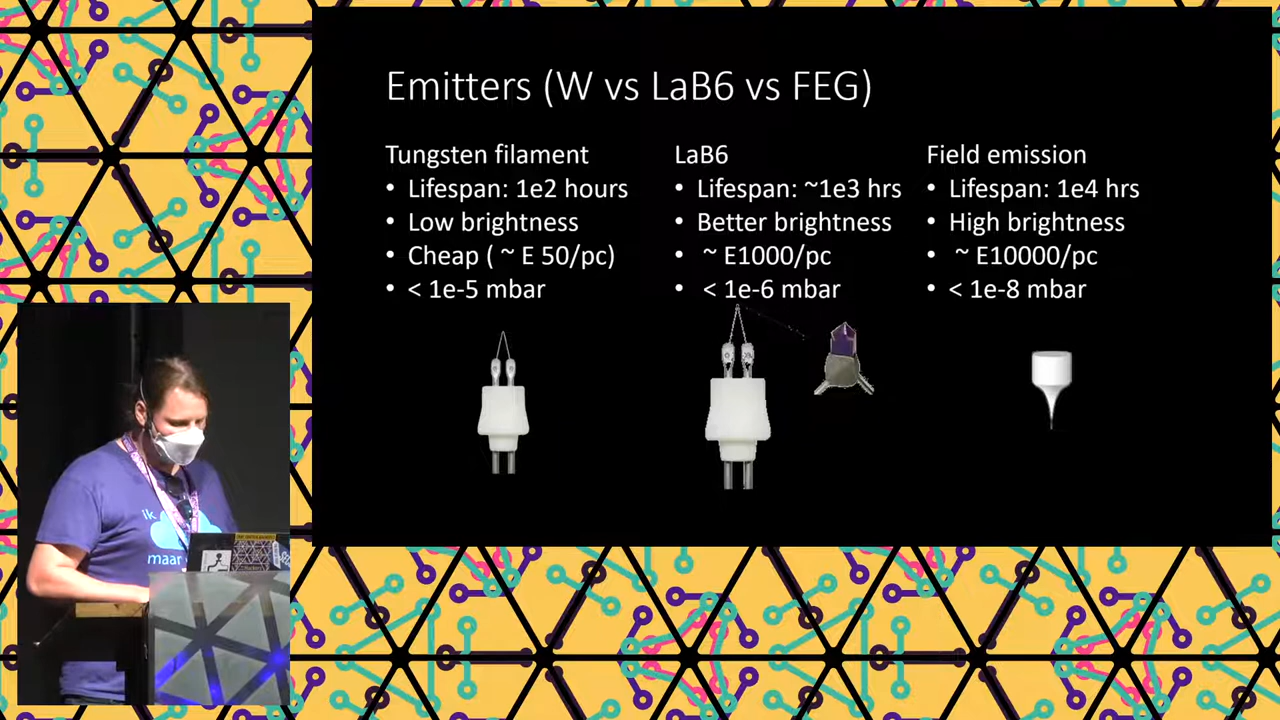 Emitters (W vs LaB6 vs FEG)
Tungsten filament
• Lifespan: 1e2 hours
• Low brightness
• Cheap ( ~ E 50/pc)
• < 1e-5 mbar
LaB6
• Lifespan: ~1e3 hrs
• Better brightness
• ~ E1000/pc
• < 1e-6 mbar
Field emission
• Lifespan: 1e4 hrs
• High brightness
• ~ E10000/pc
• < 1e-8 mbar
ik
maar